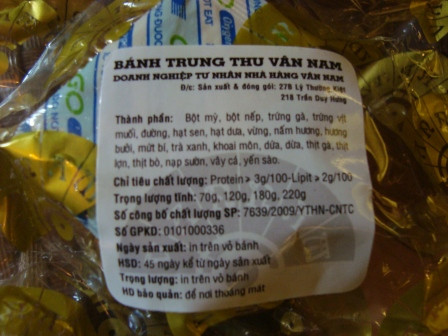 BÁNH TRUNG THU VÂN NAM
DOANH NGHIỆP TƯ NHÂN NHÀ HÀNG VÂN NAM
Đ/c: Sản xuất & đóng gói: 27B Lý Thường Kiệt
218 Trần Duy Hưng
Thành phần: Bột mỳ, bột nếp, trứng gà, trứng vịt
muối, đường, hạt sen, hạt dưa, vừng, nấm hương, hương
bưởi, mứt bí, trà xanh, khoai môn, dứa, dừa, thịt gà, thịt
lợn, thịt bò, nạp sườn, vây cá, yến sào.
Chỉ tiêu chất lượng: Protein > 3g/100-Lipit > 2g/100
Trọng lượng tĩnh: 70g, 120g, 180g, 220g
Số công bố chất lượng SP: 7639/2009/YTHN-CNTC
Số GPKD: 0101000336
Ngày sản xuất: in trên vỏ bánh
HSD: 45 ngày kể từ ngày sản xuất
Trọng lượng: in trên vỏ bánh
HD bảo quản: để nơi thoáng mát